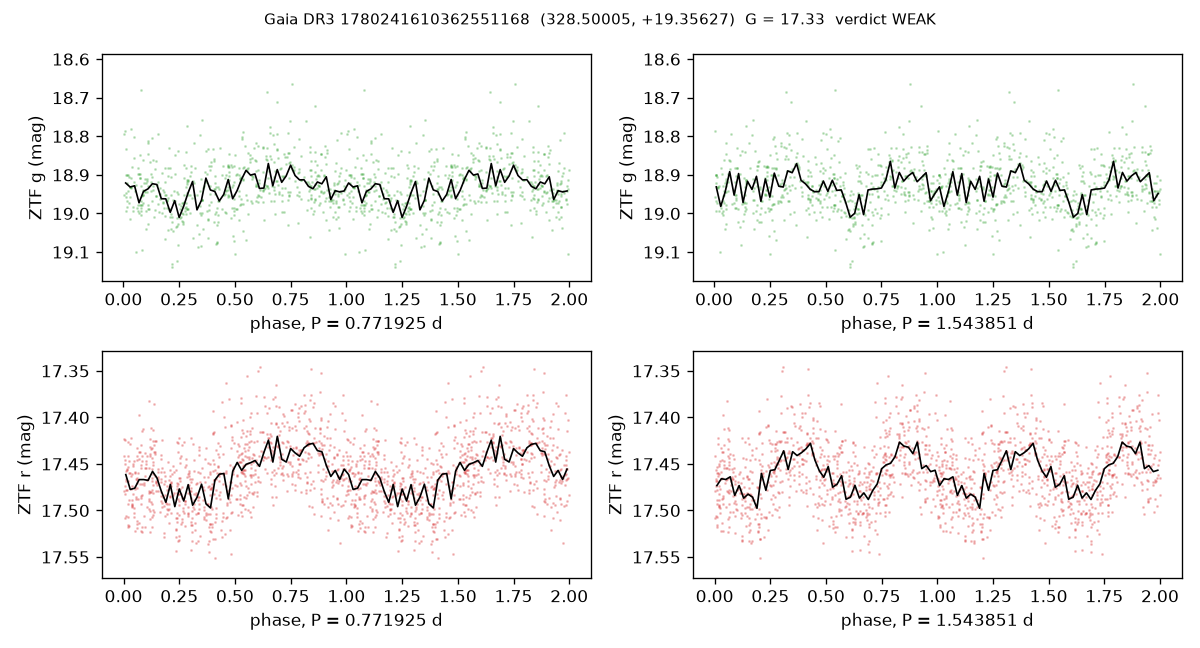 Gaia DR3 1780241610362551168 (328.50005, +19.35627) G = 17.33 verdict WEAK
ZTF g (mag)
18.6
18.7
18.8
18.9
19.0
19.1
0.00 0.25 0.50 0.75 1.00 1.25 1.50 1.75 2.00
phase, P = 0.771925 d
ZTF g (mag)
18.6
18.7
18.8
18.9
19.0
19.1
0.00 0.25 0.50 0.75 1.00 1.25 1.50 1.75 2.00
phase, P = 1.543851 d
ZTF r (mag)
17.35
17.40
17.45
17.50
17.55
0.00 0.25 0.50 0.75 1.00 1.25 1.50 1.75 2.00
phase, P = 0.771925 d
ZTF r (mag)
17.35
17.40
17.45
17.50
17.55
0.00 0.25 0.50 0.75 1.00 1.25 1.50 1.75 2.00
phase, P = 1.543851 d